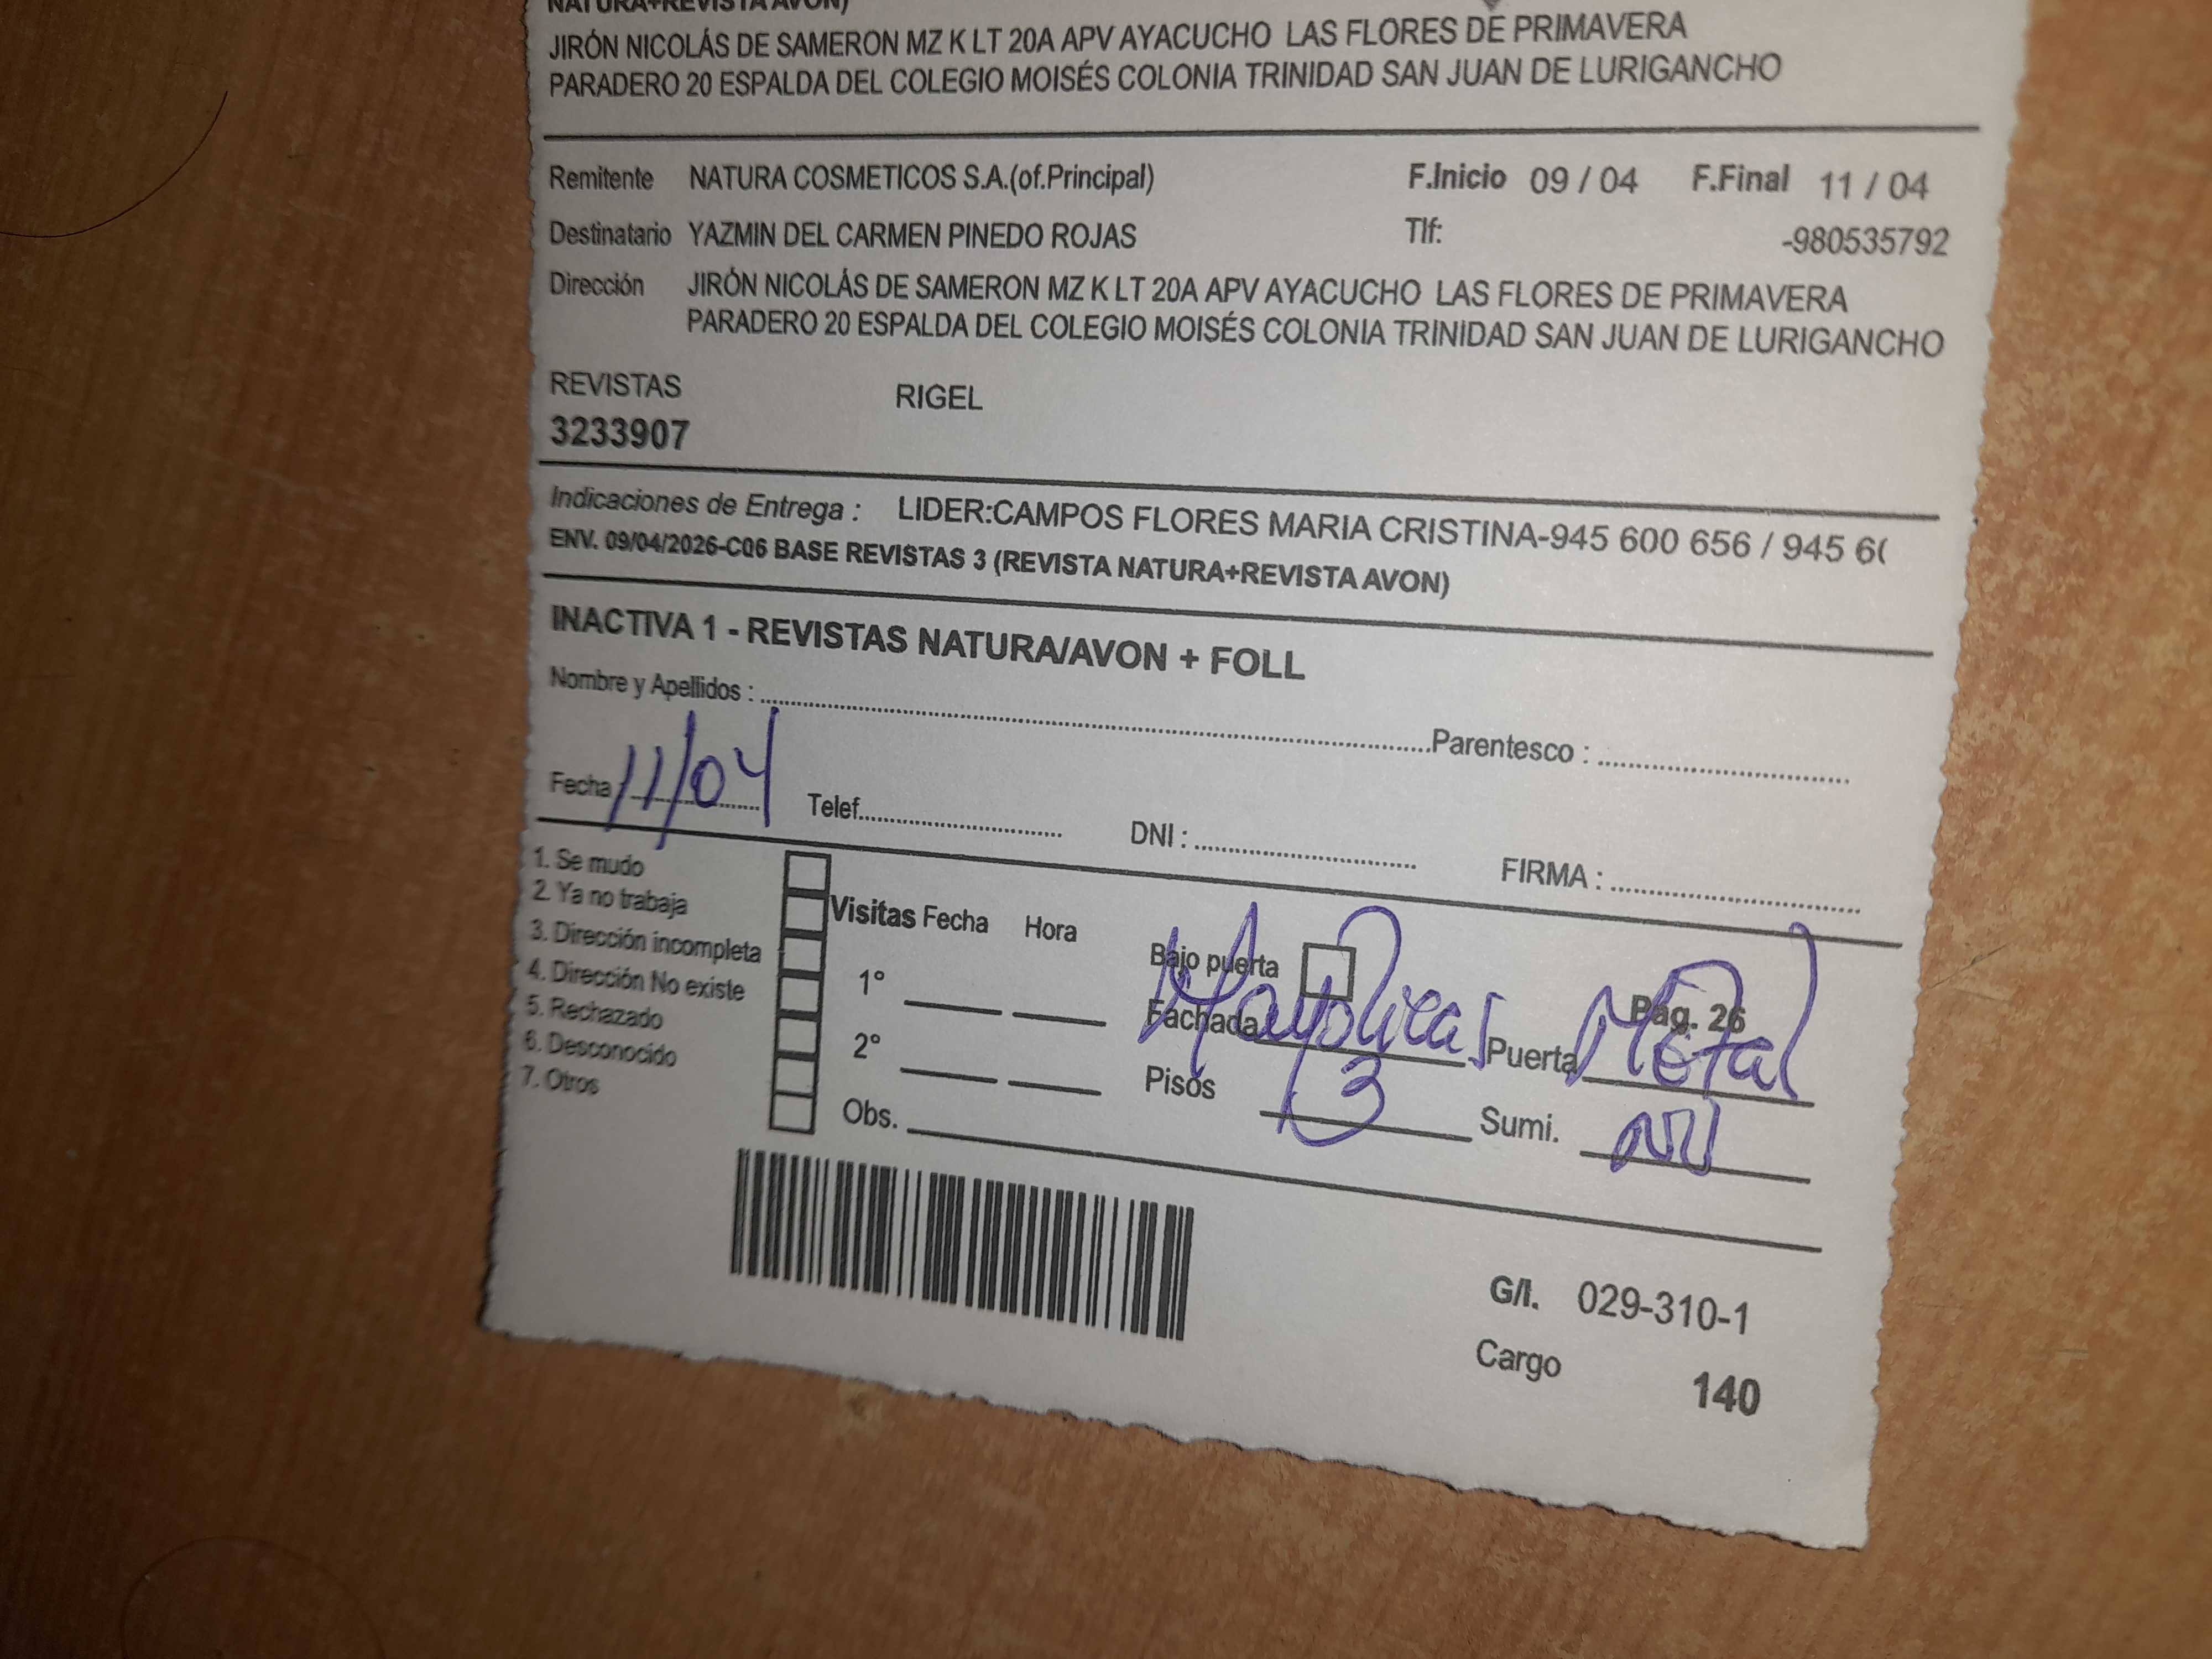 NATURA+REVISTA AVON)
JIRÓN NICOLÁS DE SAMERON MZ K LT 20A APV AYACUCHO LAS FLORES DE PRIMAVERA
PARADERO 20 ESPALDA DEL COLEGIO MOISÉS COLONIA TRINIDAD SAN JUAN DE LURIGANCHO
Remitente NATURA COSMETICOS S.A.(of.Principal) F.Inicio 09 / 04 F.Final 11 / 04
Destinatario YAZMIN DEL CARMEN PINEDO ROJAS Tlf: -980535792
Dirección JIRÓN NICOLÁS DE SAMERON MZ K LT 20A APV AYACUCHO LAS FLORES DE PRIMAVERA
PARADERO 20 ESPALDA DEL COLEGIO MOISÉS COLONIA TRINIDAD SAN JUAN DE LURIGANCHO
REVISTAS RIGEL
3233907
Indicaciones de Entrega : LIDER:CAMPOS FLORES MARIA CRISTINA-945 600 656 / 945 6
ENV. 09/04/2026-C06 BASE REVISTAS 3 (REVISTA NATURA+REVISTA AVON)
INACTIVA 1 - REVISTAS NATURA/AVON + FOLL
Nombre y Apellidos : Parentesco :
Fecha 11/04 Telef. DNI : FIRMA :
1. Se mudo
2. Ya no trabaja
3. Dirección incompleta
4. Dirección No existe
5. Rechazado
6. Desconocido
7. Otros
Visitas Fecha Hora
1°
2°
Obs.
Bajo puerta
Pág. 26
Fachada Mayolicas Puerta Metal
Pisos 3 Sumi.
G/I. 029-310-1
Cargo 140